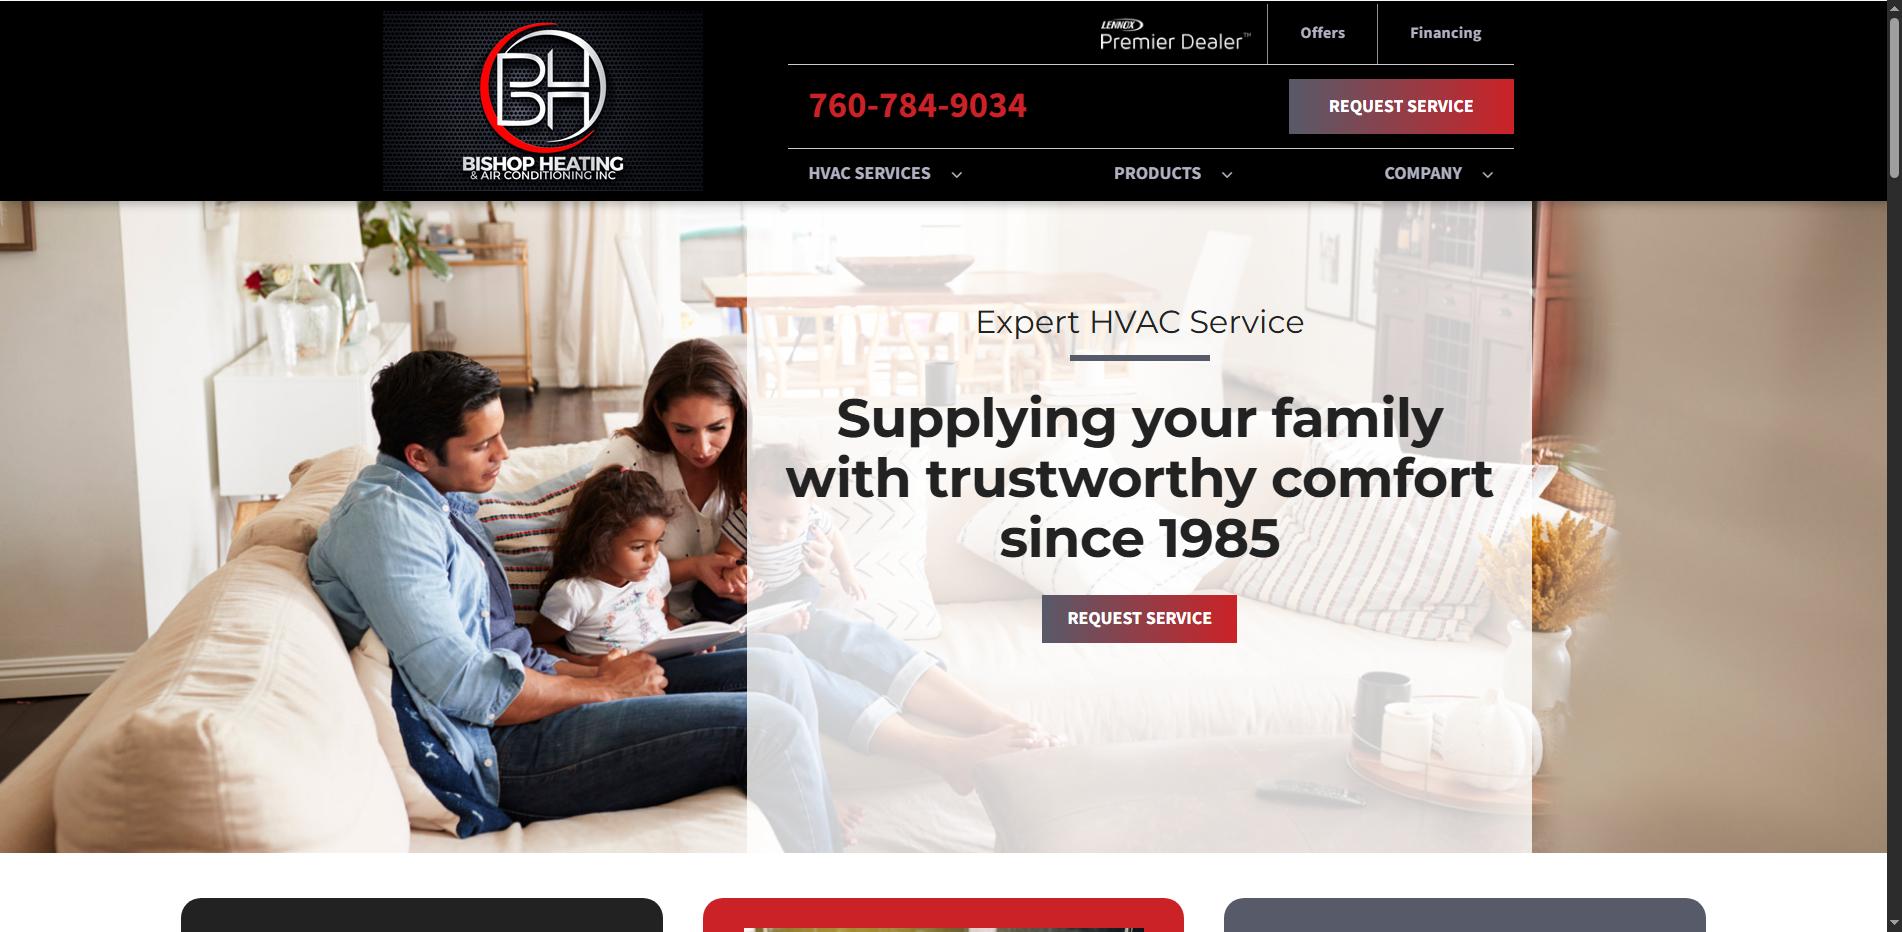 BH
BISHOP HEATING
& AIR CONDITIONING INC
LENNOX
Premier Dealer™
Offers
Financing
760-784-9034
REQUEST SERVICE
HVAC SERVICES
PRODUCTS
COMPANY
Expert HVAC Service
Supplying your family
with trustworthy comfort
since 1985
REQUEST SERVICE